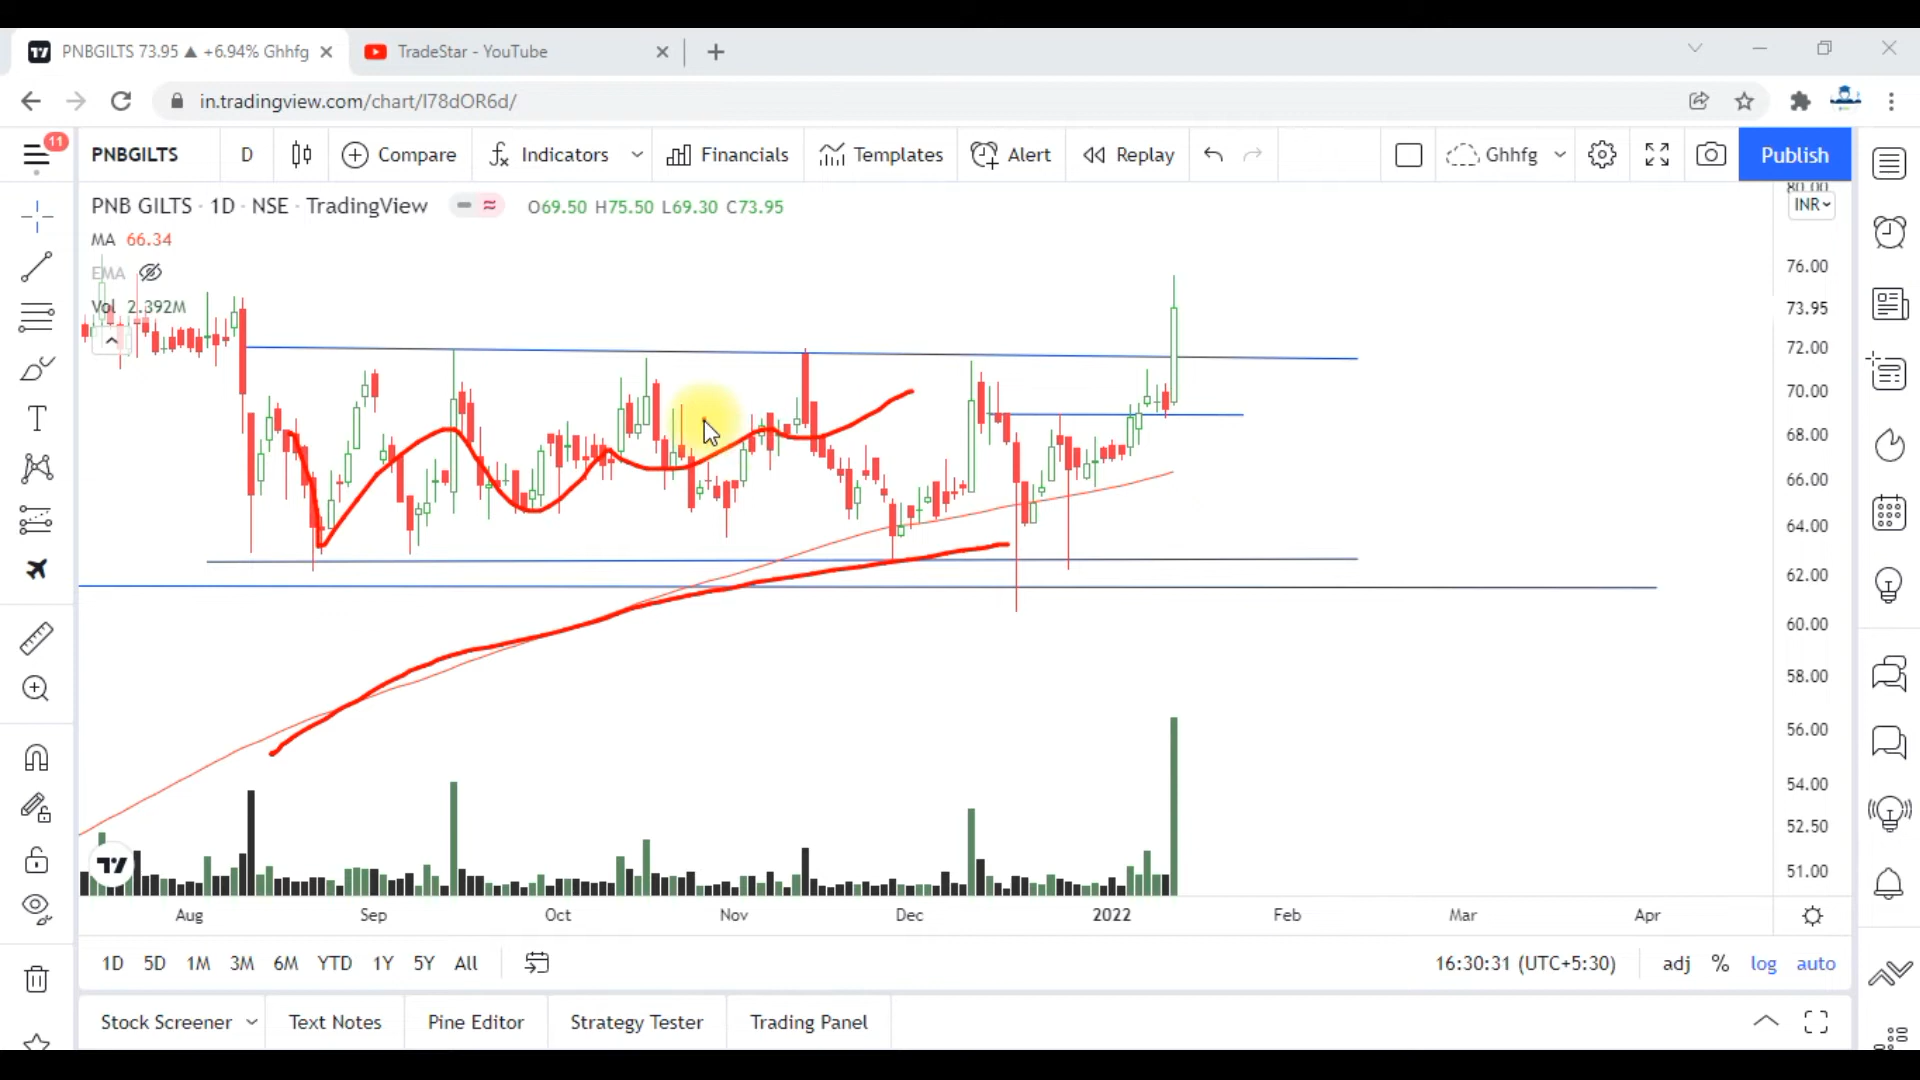 PNBGILTS 73.95 ▲ +6.94% Ghhfg
TradeStar - YouTube
in.tradingview.com/chart/I78dOR6d/
11
PNBGILTS
D
Compare
Indicators
Financials
Templates
Alert
Replay
Ghhfg
Publish
PNB GILTS · 1D · NSE · TradingView
O69.50 H75.50 L69.30 C73.95
80.00
INR
MA 66.34
EMA
Vol 2.392M
76.00
73.95
72.00
70.00
68.00
66.00
64.00
62.00
60.00
58.00
56.00
54.00
52.50
51.00
Aug Sep Oct Nov Dec 2022 Feb Mar Apr
1D 5D 1M 3M 6M YTD 1Y 5Y All
16:30:31 (UTC+5:30)
adj % log auto
Stock Screener Text Notes Pine Editor Strategy Tester Trading Panel